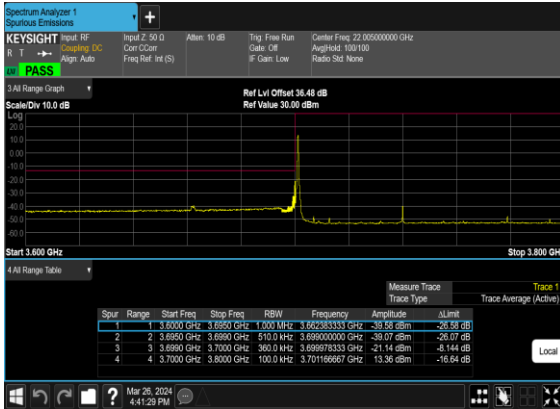 Spectrum Analyzer 1
Spurious Emissions
+
KEYSIGHT Input: RF Input Z: 50 Ω Atten: 10 dB Trig: Free Run Center Freq: 22.005000000 GHz
R T Coupling: DC Corr CCorr Gate: Off Avg|Hold: 100/100
Align: Auto Freq Ref: Int (S) IF Gain: Low Radio Std: None
PASS
3 All Range Graph
Ref Lvl Offset 36.48 dB
Scale/Div 10.0 dB Ref Value 30.00 dBm
Log
20.0
10.0
0.00
-10.0
-20.0
-30.0
-40.0
-50.0
-60.0
Start 3.600 GHz Stop 3.800 GH
4 All Range Table
Measure Trace Trace 1
Trace Type Trace Average (Active)
Spur Range Start Freq Stop Freq RBW Frequency Amplitude ΔLimit
1 1 3.6000 GHz 3.6950 GHz 1.000 MHz 3.662383333 GHz -39.58 dBm -26.58 dB
2 2 3.6950 GHz 3.6990 GHz 510.0 kHz 3.699000000 GHz -39.07 dBm -26.07 dB
3 3 3.6990 GHz 3.7000 GHz 360.0 kHz 3.699978333 GHz -21.14 dBm -8.144 dB
4 4 3.7000 GHz 3.8000 GHz 100.0 kHz 3.701166667 GHz 13.36 dBm -16.64 dB
Local
? Mar 26, 2024
4:41:29 PM